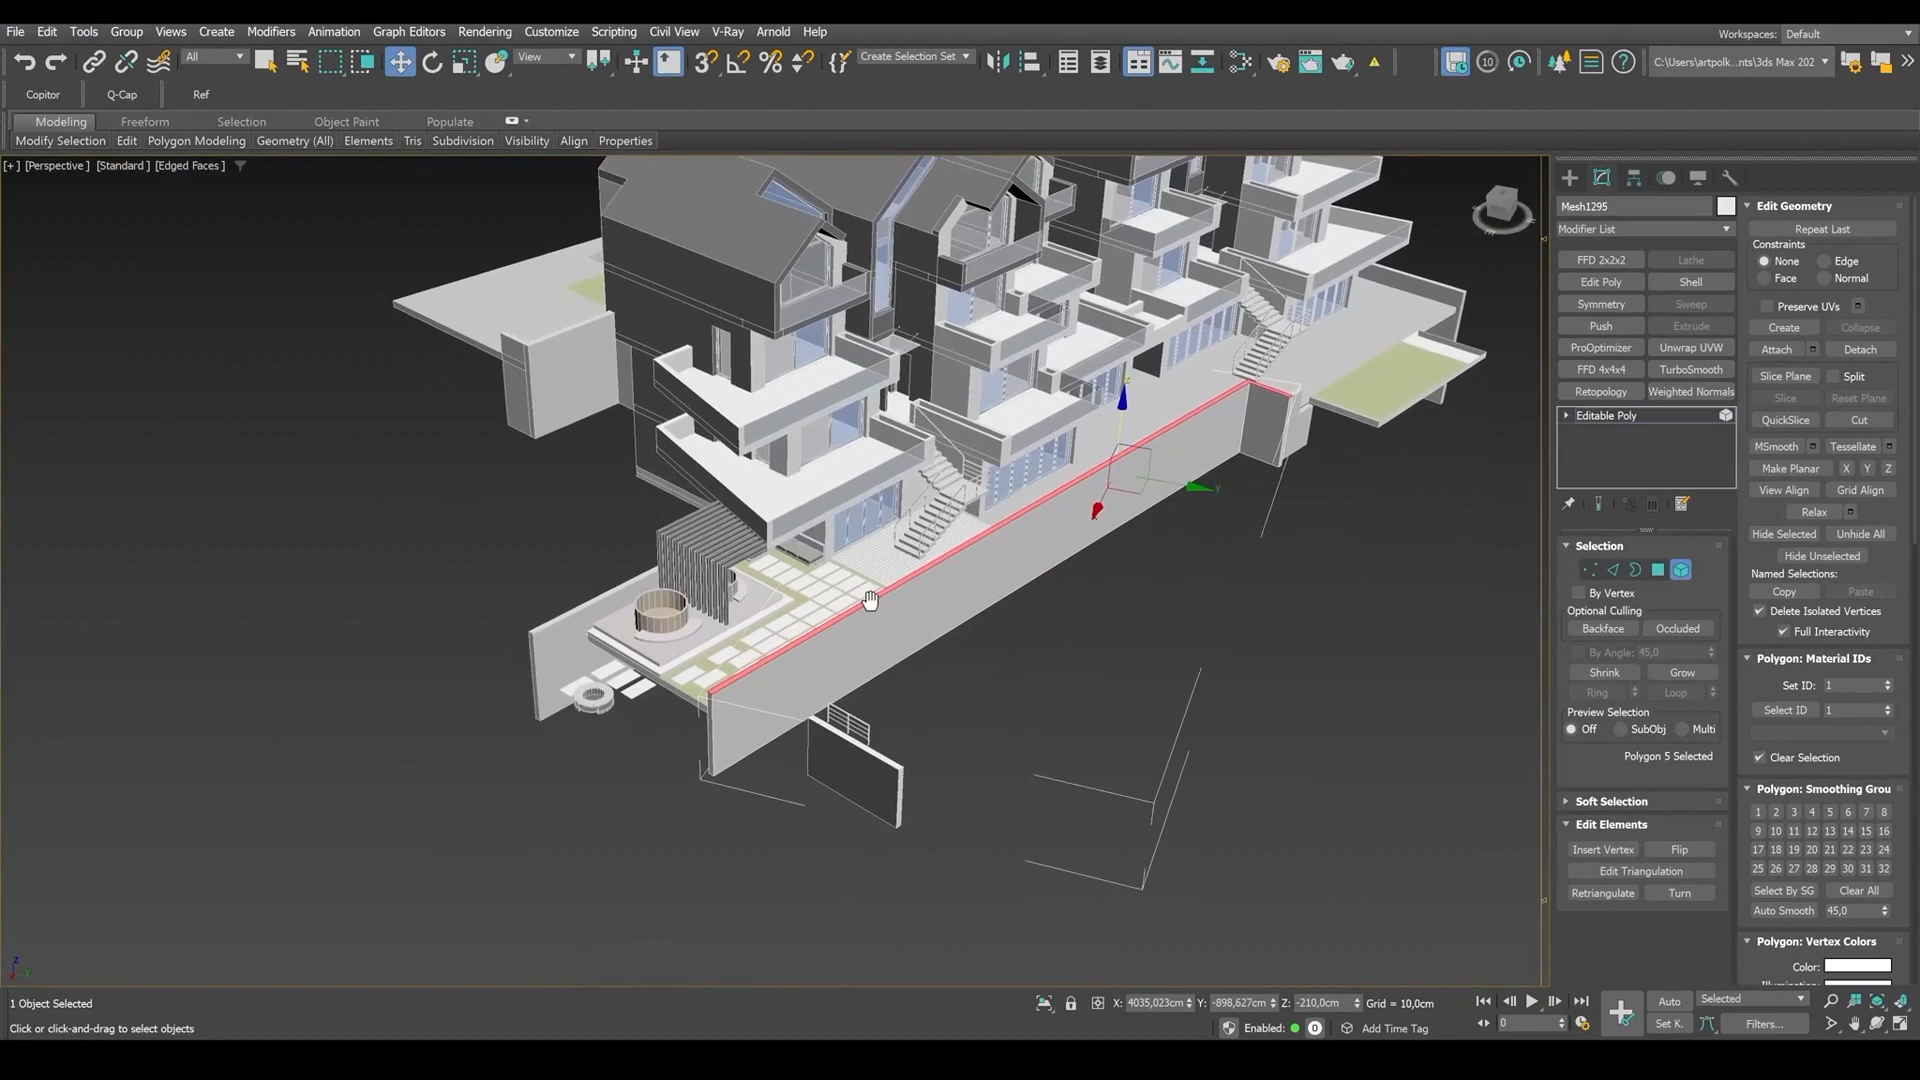 File Edit Tools Group Views Create Modifiers Animation Graph Editors Rendering Customize Civil View Scripting V-Ray Arnold Help
Workspaces: Default
All View Create Selection Set 10 C:\Users\artpolk...nts\3ds Max 202
Copitor Q-Cap Ref
Modeling Freeform Selection Object Paint Populate
Modify Selection Edit Polygon Modeling Geometry (All) Elements Tris Subdivision Visibility Align Properties
[+] [Perspective] [Standard] [Edged Faces]
Mesh1295
Modifier List
FFD 2x2x2 Lathe
Edit Poly Shell
Symmetry Sweep
Push Extrude
ProOptimizer Unwrap UVW
FFD 4x4x4 TurboSmooth
Retopology Weighted Normals
Editable Poly
Selection
By Vertex
Optional Culling
Backface Occluded
By Angle: 45,0
Shrink Grow
Ring Loop
Preview Selection
Off SubObj Multi
Polygon 5 Selected
Soft Selection
Edit Elements
Insert Vertex Flip
Edit Triangulation
Retriangulate Turn
Edit Geometry
Repeat Last
Constraints
None Edge
Face Normal
Preserve UVs
Create Collapse
Attach Detach
Slice Plane Split
Slice Reset Plane
QuickSlice Cut
MSmooth Tessellate
Make Planar X Y Z
View Align Grid Align
Relax
Hide Selected Unhide All
Hide Unselected
Named Selections:
Copy Paste
Delete Isolated Vertices
Full Interactivity
Polygon: Material IDs
Set ID: 1
Select ID 1
Clear Selection
Polygon: Smoothing Grou
1 2 3 4 5 6 7 8
9 10 11 12 13 14 15 16
17 18 19 20 21 22 23 24
25 26 27 28 29 30 31 32
Select By SG Clear All
Auto Smooth 45,0
Polygon: Vertex Colors
Color:
z
y
z
x y
1 Object Selected
Click or click-and-drag to select objects
X: 4035,023cm Y: -898,627cm Z: -210,0cm Grid = 10,0cm
Enabled: 0 Add Time Tag
0
Auto Selected
Set K. Filters...